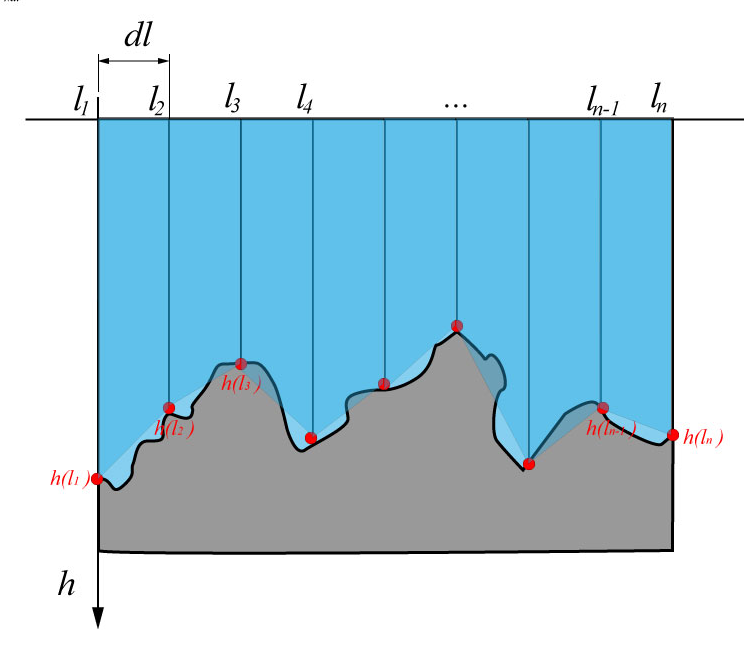 dl
l1 l2 l3 l4 ... ln-1 ln
h(l3)
h(l2) h(ln-1)
h(ln)
h(l1)
h